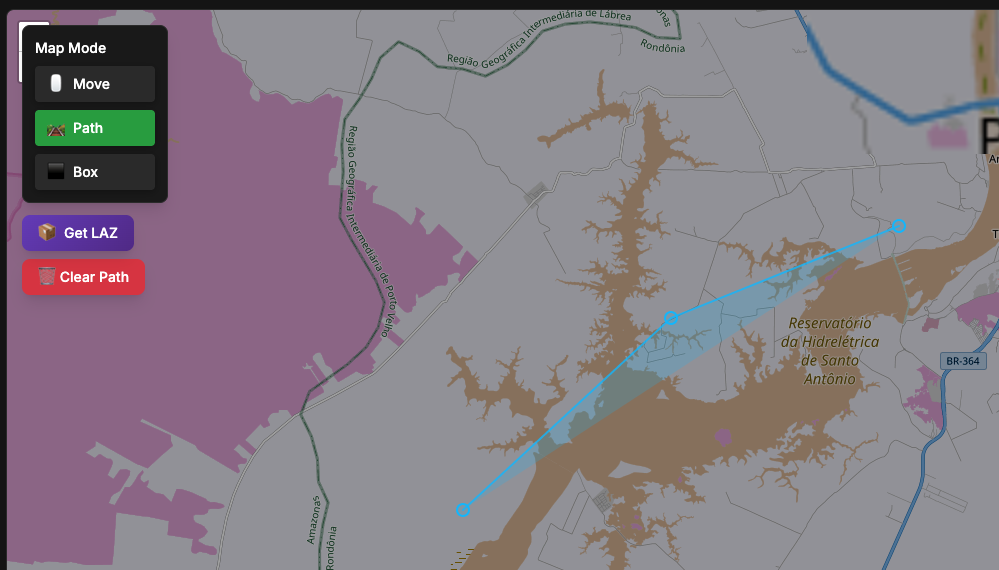 Map Mode
Move
Path
Box
Get LAZ
Clear Path
Região Geográfica Intermediária de Lábrea
Rondônia
Região Geográfica Intermediária de Porto Velho
Reservatório
da Hidrelétrica
de Santo
Antônio
BR-364
Amazonas
Rondônia